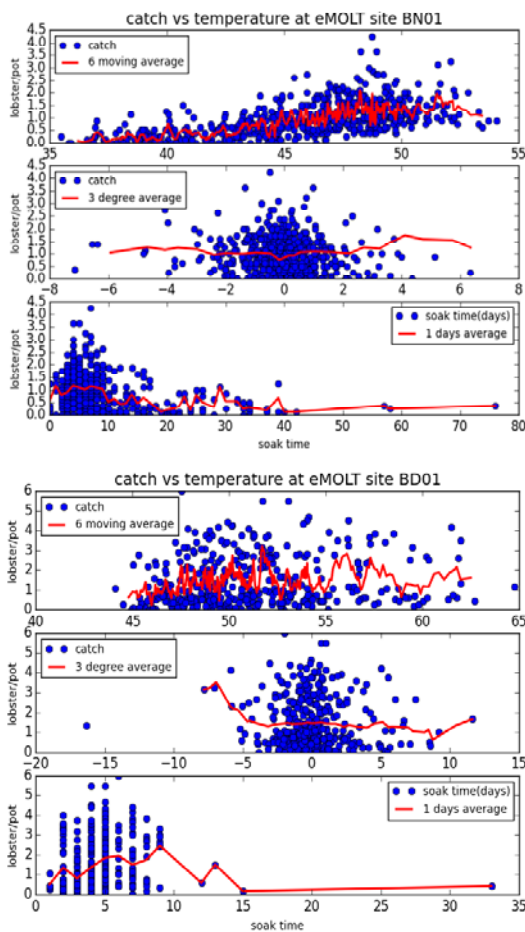 catch vs temperature at eMOLT site BN01
lobster/pot
4.5
4.0
3.5
3.0
2.5
2.0
1.5
1.0
0.5
0.0
catch
6 moving average
35 40 45 50 55
lobster/pot
4.5
4.0
3.5
3.0
2.5
2.0
1.5
1.0
0.5
0.0
catch
3 degree average
−8 −6 −4 −2 0 2 4 6 8
lobster/pot
4.5
4.0
3.5
3.0
2.5
2.0
1.5
1.0
0.5
0.0
soak time(days)
1 days average
0 10 20 30 40 50 60 70 80
soak time
catch vs temperature at eMOLT site BD01
lobster/pot
6
5
4
3
2
1
0
catch
6 moving average
40 45 50 55 60 65
lobster/pot
6
5
4
3
2
1
0
catch
3 degree average
−20 −15 −10 −5 0 5 10 15
lobster/pot
6
5
4
3
2
1
0
soak time(days)
1 days average
0 5 10 15 20 25 30 35
soak time